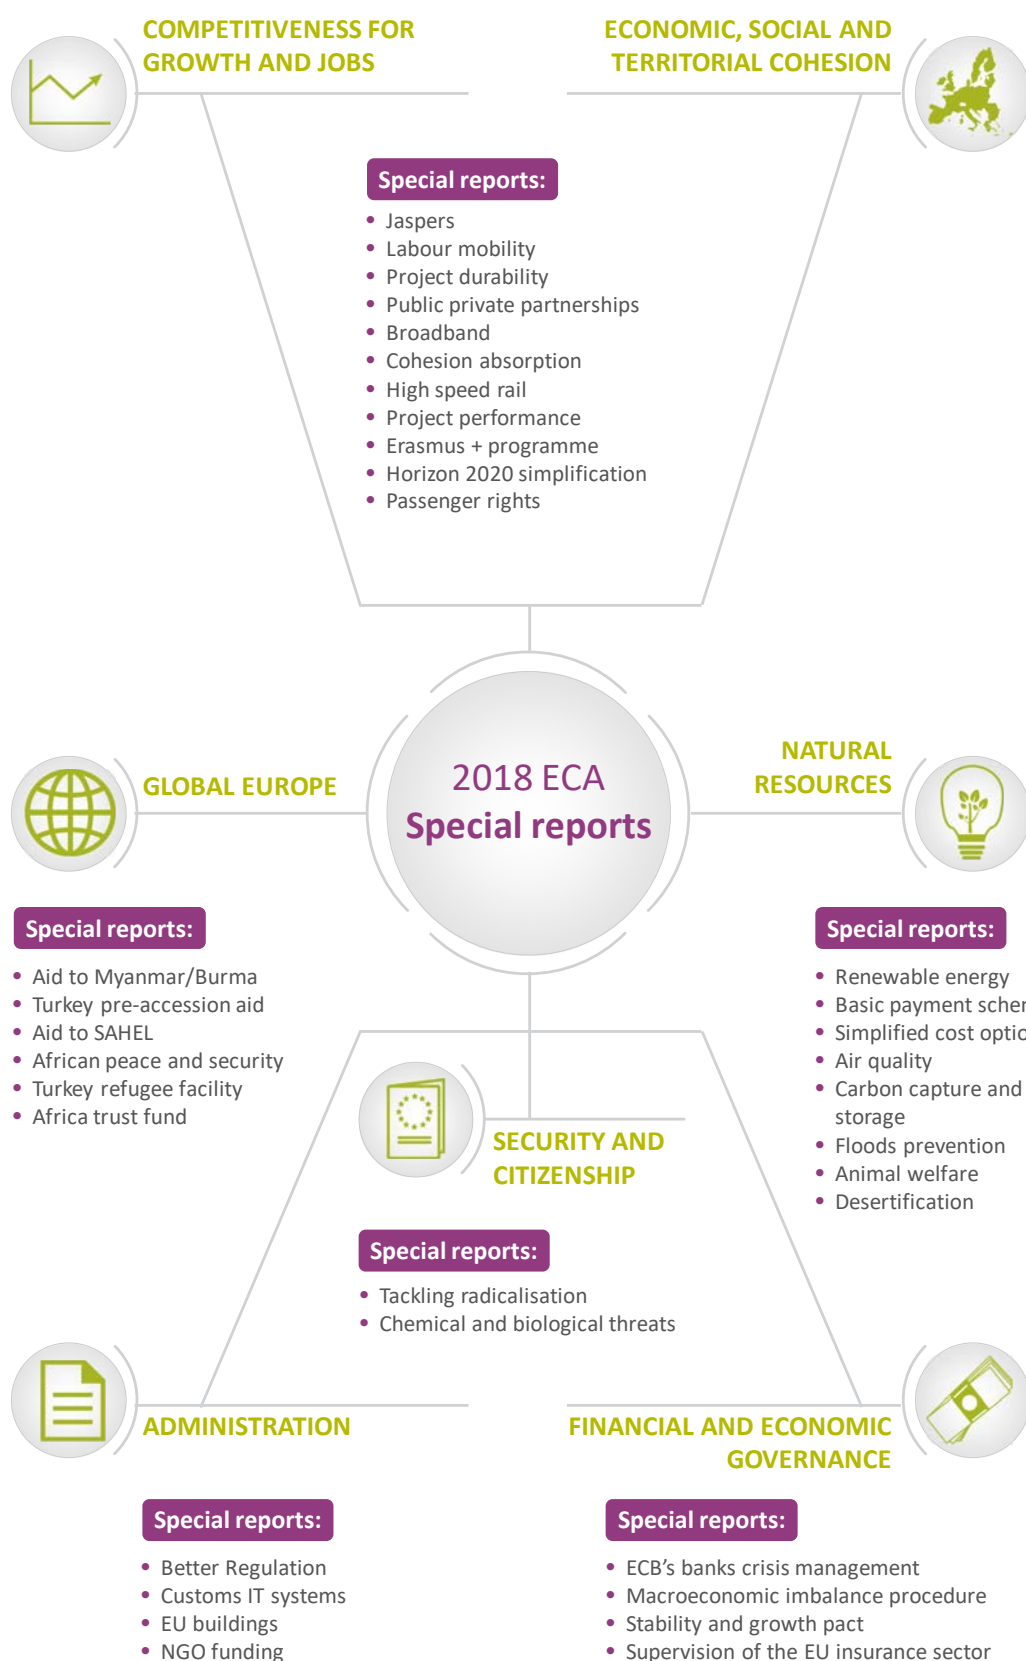 COMPETITIVENESS FOR
GROWTH AND JOBS
ECONOMIC, SOCIAL AND
TERRITORIAL COHESION
Special reports:
• Jaspers
• Labour mobility
• Project durability
• Public private partnerships
• Broadband
• Cohesion absorption
• High speed rail
• Project performance
• Erasmus + programme
• Horizon 2020 simplification
• Passenger rights
2018 ECA
Special reports
GLOBAL EUROPE
Special reports:
• Aid to Myanmar/Burma
• Turkey pre-accession aid
• Aid to SAHEL
• African peace and security
• Turkey refugee facility
• Africa trust fund
NATURAL
RESOURCES
Special reports:
• Renewable energy
• Basic payment
• Simplified cost
• Air quality
• Carbon capture and
storage
• Floods prevention
• Animal welfare
• Desertification
SECURITY AND
CITIZENSHIP
Special reports:
• Tackling radicalisation
• Chemical and biological threats
ADMINISTRATION
Special reports:
• Better Regulation
• Customs IT systems
• EU buildings
• NGO funding
FINANCIAL AND ECONOMIC
GOVERNANCE
Special reports:
• ECB's banks crisis management
• Macroeconomic imbalance procedure
• Stability and growth pact
• Supervision of the EU insurance sector